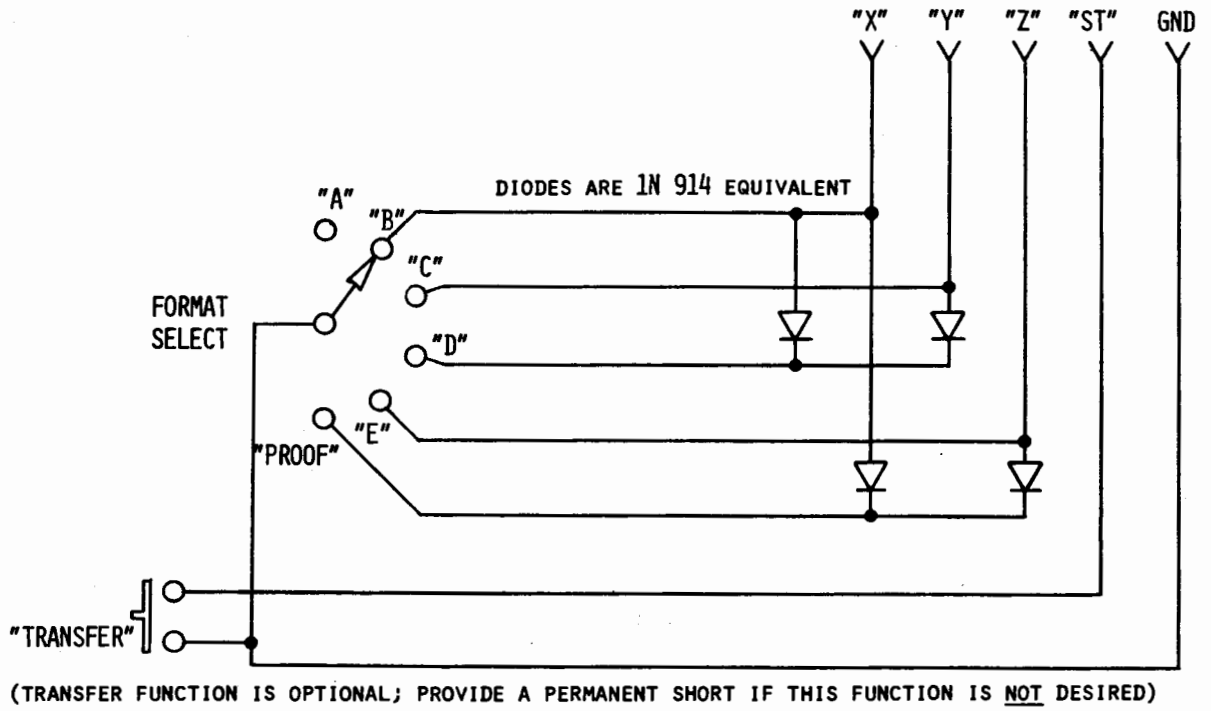 "X" "Y" "Z" "ST" GND
DIODES ARE 1N 914 EQUIVALENT
"A"
"B"
"C"
FORMAT
SELECT
"D"
"E"
"PROOF"
"TRANSFER"
(TRANSFER FUNCTION IS OPTIONAL; PROVIDE A PERMANENT SHORT IF THIS FUNCTION IS NOT DESIRED)